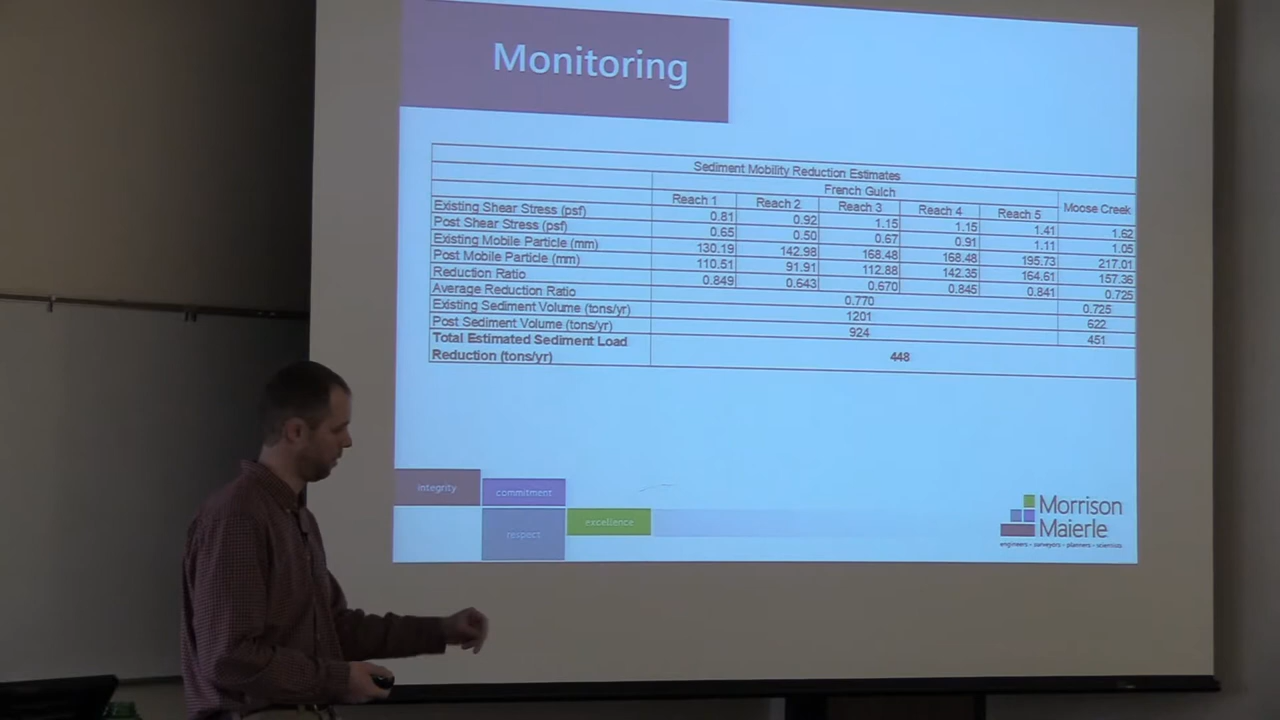 Monitoring
Sediment Mobility Reduction Estimates
French Gulch
Reach 1 Reach 2 Reach 3 Reach 4 Reach 5 Moose Creek
Existing Shear Stress (psf) 0.81 0.92 1.15 1.15 1.41 1.62
Post Shear Stress (psf) 0.65 0.50 0.67 0.91 1.11 1.05
Existing Mobile Particle (mm) 130.19 142.98 168.48 168.48 195.73 217.01
Post Mobile Particle (mm) 110.51 91.91 112.88 142.35 164.61 157.36
Reduction Ratio 0.849 0.643 0.670 0.845 0.841 0.725
Average Reduction Ratio 0.770 0.725
Existing Sediment Volume (tons/yr) 1201 622
Post Sediment Volume (tons/yr) 924 451
Total Estimated Sediment Load
Reduction (tons/yr) 448
integrity commitment
respect excellence
Morrison
Maierle
engineers - surveyors - planners - scientists